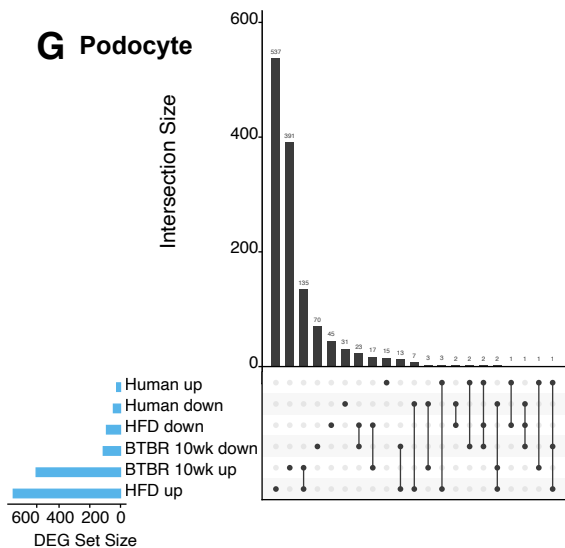 G Podocyte
Intersection Size
600
400
200
0
537
391
135
70
45
31
23
17
15
13
7
3
3
2
2
2
2
1
1
1
1
Human up
Human down
HFD down
BTBR 10wk down
BTBR 10wk up
HFD up
600 400 200 0
DEG Set Size